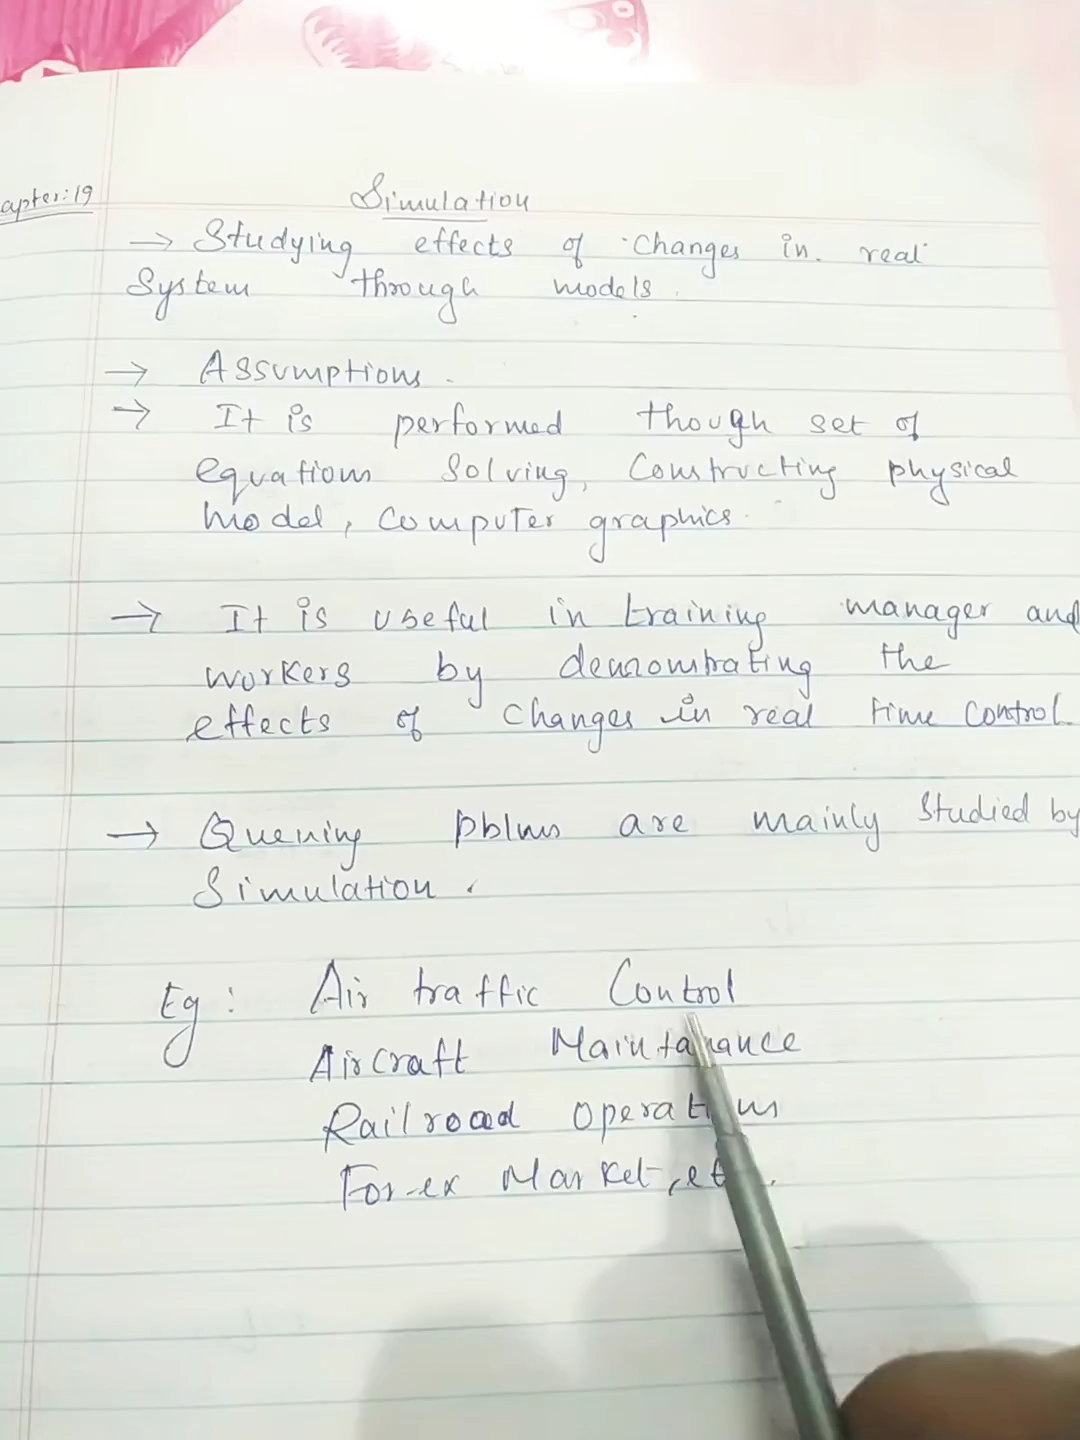 apter:19
Simulation
→ Studying effects of changes in real
System through models.
→ Assumptions.
→ It is performed though set of
equations solving, constructing physical
model, computer graphics.
→ It is useful in training manager and
workers by demonstrating the
effects of changes in real time control
→ Queuing pblms are mainly studied by
Simulation.
Eg: Air traffic Control
Aircraft Maintanance
Railroad operations
For-ex Market, etc.